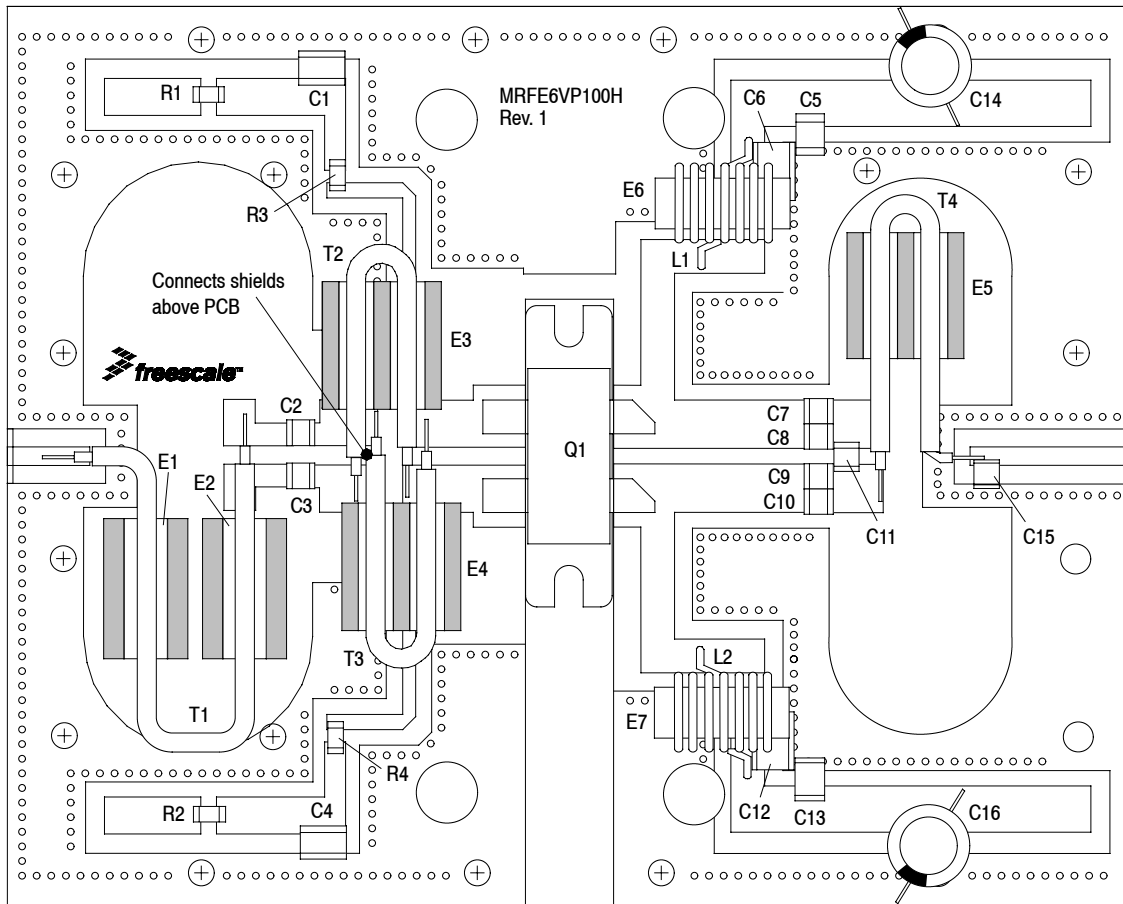 C14
R1
C1
MRFE6VP100H
Rev. 1
C6
C5
R3
E6
T4
T2
L1
Connects shields
above PCB
E5
E3
freescale™
C2
C7
C8
Q1
E1
E2
C9
C3
C10
C11
C15
E4
T3
L2
T1
E7
R4
R2
C4
C12
C13
C16